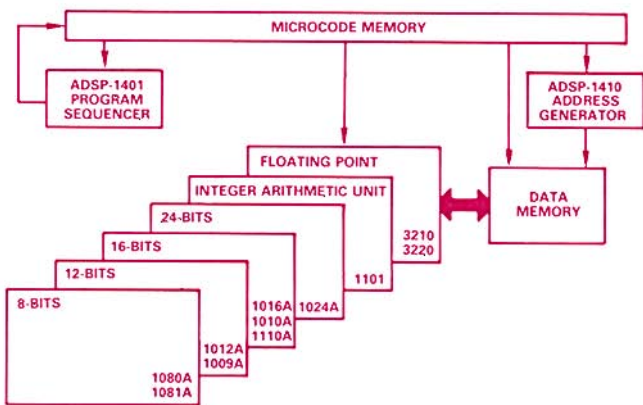 MICROCODE MEMORY
ADSP-1401
PROGRAM
SEQUENCER
ADSP-1410
ADDRESS
GENERATOR
FLOATING POINT
3210
3220
DATA
MEMORY
INTEGER ARITHMETIC UNIT
1101
24-BITS
1024A
16-BITS
1016A
1010A
1110A
12-BITS
1012A
1009A
8-BITS
1080A
1081A